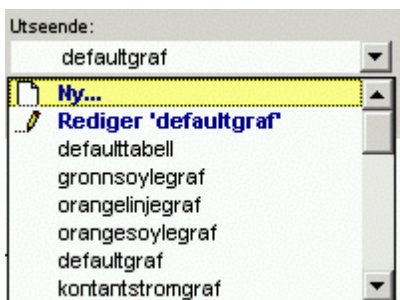 Utseende:
defaultgraf
Ny...
Rediger 'defaultgraf'
defaulttabell
gronnsoylegraf
orangelinjegraf
orangesoylegraf
defaultgraf
kontantstromgraf